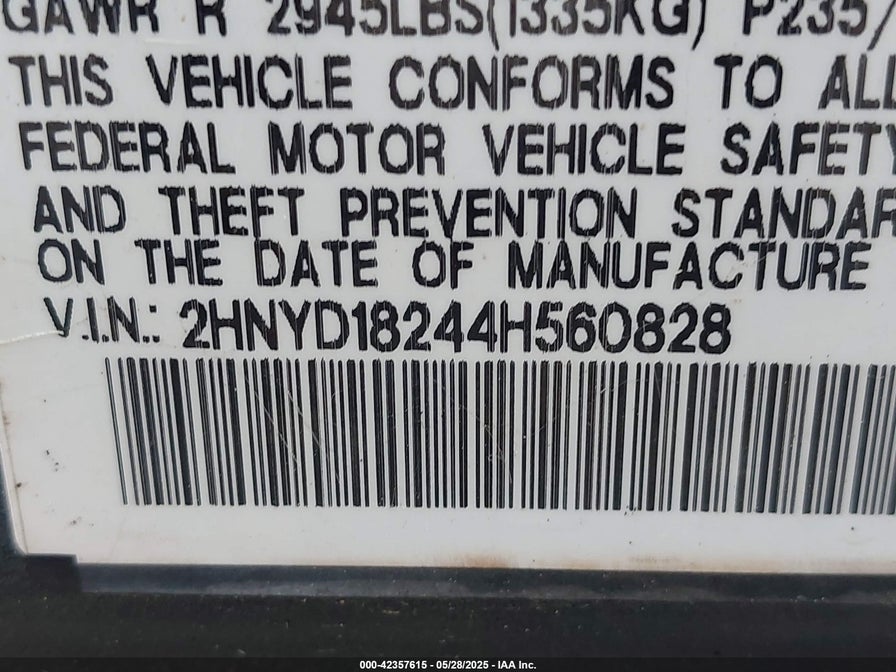 GAWR R 2945LBS(1335KG) P235/
THIS VEHICLE CONFORMS TO ALL
FEDERAL MOTOR VEHICLE SAFETY
AND THEFT PREVENTION STANDAR
ON THE DATE OF MANUFACTURE
V.I.N.: 2HNYD18244H560828
000-42357615 - 05/28/2025 - IAA Inc.